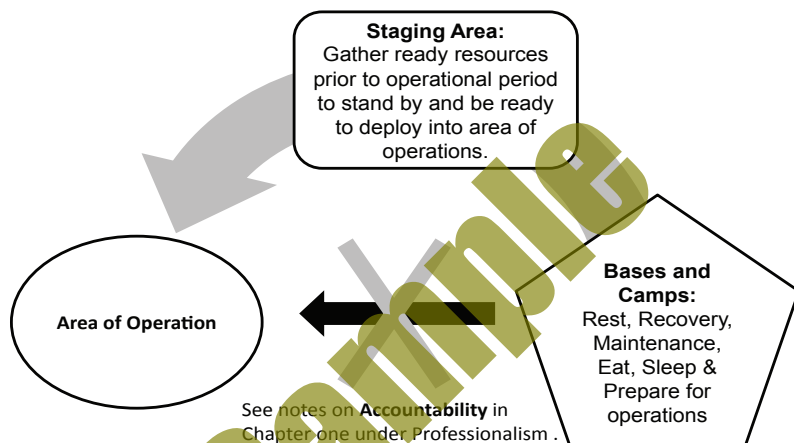 Staging Area:
Gather ready resources
prior to operational period
to stand by and be ready
to deploy into area of
operations.
Area of Operation
Bases and
Camps:
Rest, Recovery,
Maintenance,
Eat, Sleep &
Prepare for
operations
See notes on Accountability in
Chapter one under Professionalism .
Sample